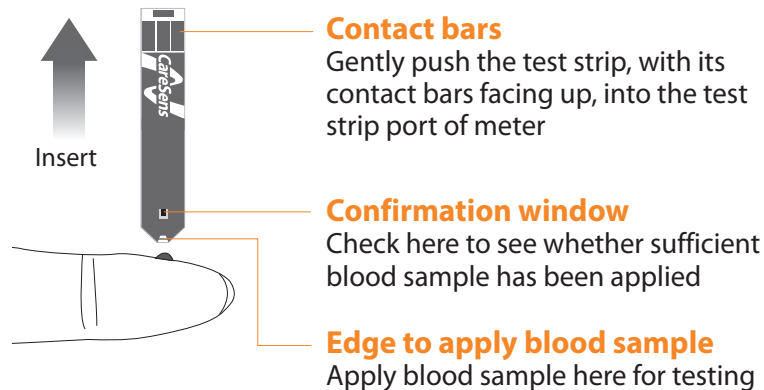 Contact bars
Gently push the test strip, with its
contact bars facing up, into the test
strip port of meter
Insert
CareSens
N
Confirmation window
Check here to see whether sufficient
blood sample has been applied
Edge to apply blood sample
Apply blood sample here for testing